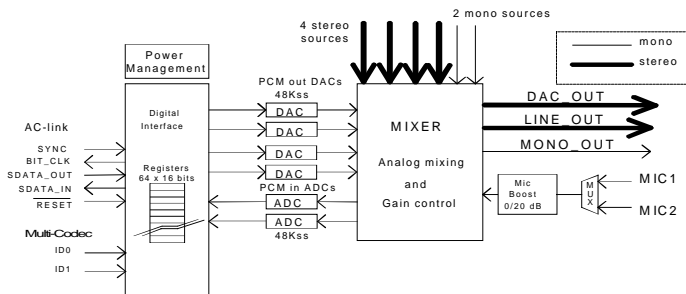 4 stereo
sources
2 mono sources
mono
stereo
Power
Management
PCM out DACs
48Kss
DAC
DAC
DAC
DAC
PCM in ADCs
ADC
ADC
48Kss
Digital
Interface
Registers
64 x 16 bits
AC-link
SYNC
BIT_CLK
SDATA_OUT
SDATA_IN
RESET
Multi-Codec
ID0
ID1
MIXER
Analog mixing
and
Gain control
DAC_OUT
LINE_OUT
MONO_OUT
Mic
Boost
0/20 dB
MUX
MIC1
MIC2